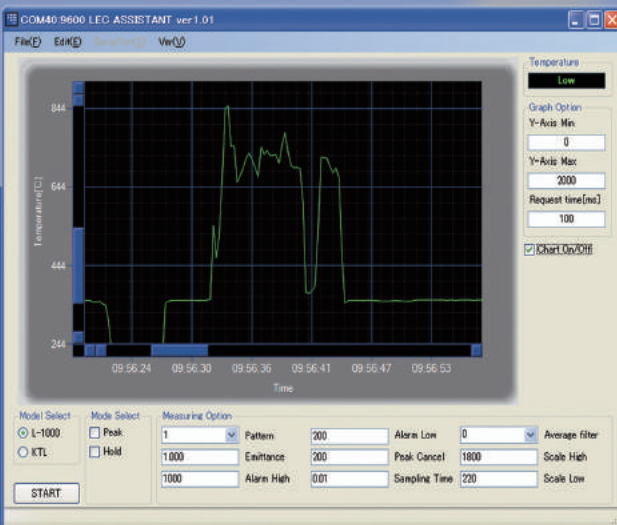 COM40:9600 LEC ASSISTANT ver1.01
File(F) Edit(E) Ver(V)
Temperature
Low
Graph Option
Y-Axis Min
0
Y-Axis Max
2000
Request time[ms]
100
Chart On/Off
Temperature[℃]
844
644
444
244
09:56:24 09:56:30 09:56:36 09:56:41 09:56:47 09:56:53
Time
Model Select
L-1000
KTL
START
Mode Select
Peak
Hold
Measuring Option
1 Pattern 200 Alarm Low 0 Average filter
1.000 Emittance 200 Peak Cancel 1800 Scale High
1000 Alarm High 0.01 Sampling Time 220 Scale Low